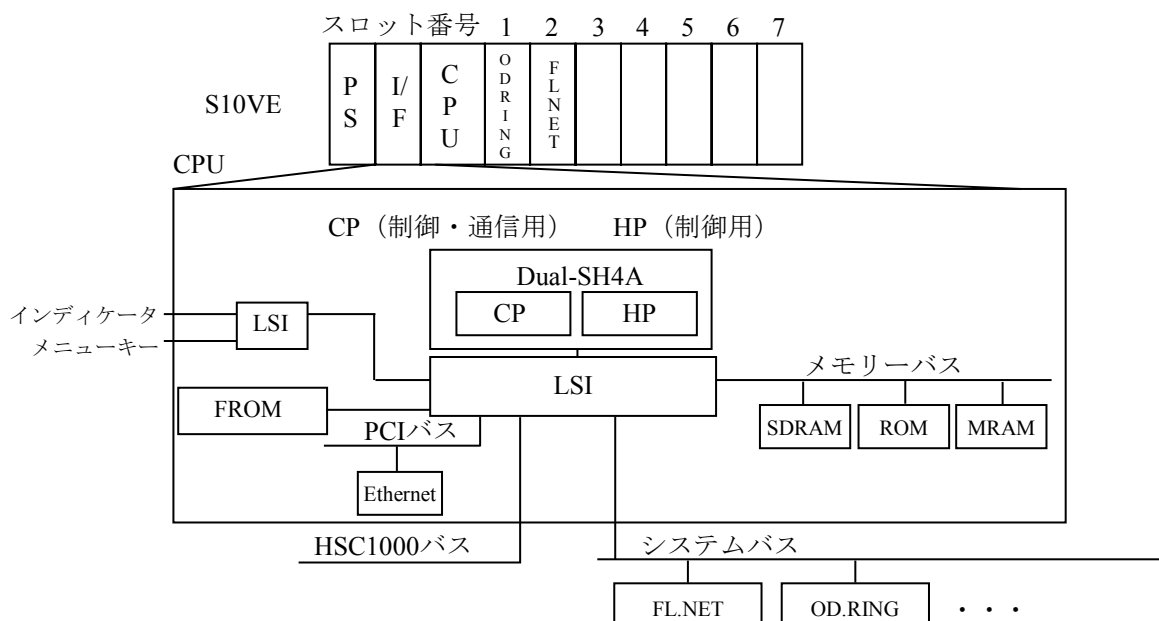 スロット番号 1 2 3 4 5 6 7
S10VE
PS
I/F
CPU
ODRING
FLNET
CPU
CP（制御・通信用） HP（制御用）
Dual-SH4A
CP HP
インディケータ
メニューキー
LSI
LSI
メモリーバス
FROM
SDRAM ROM MRAM
PCIバス
Ethernet
HSC1000バス
システムバス
FL.NET OD.RING ・・・